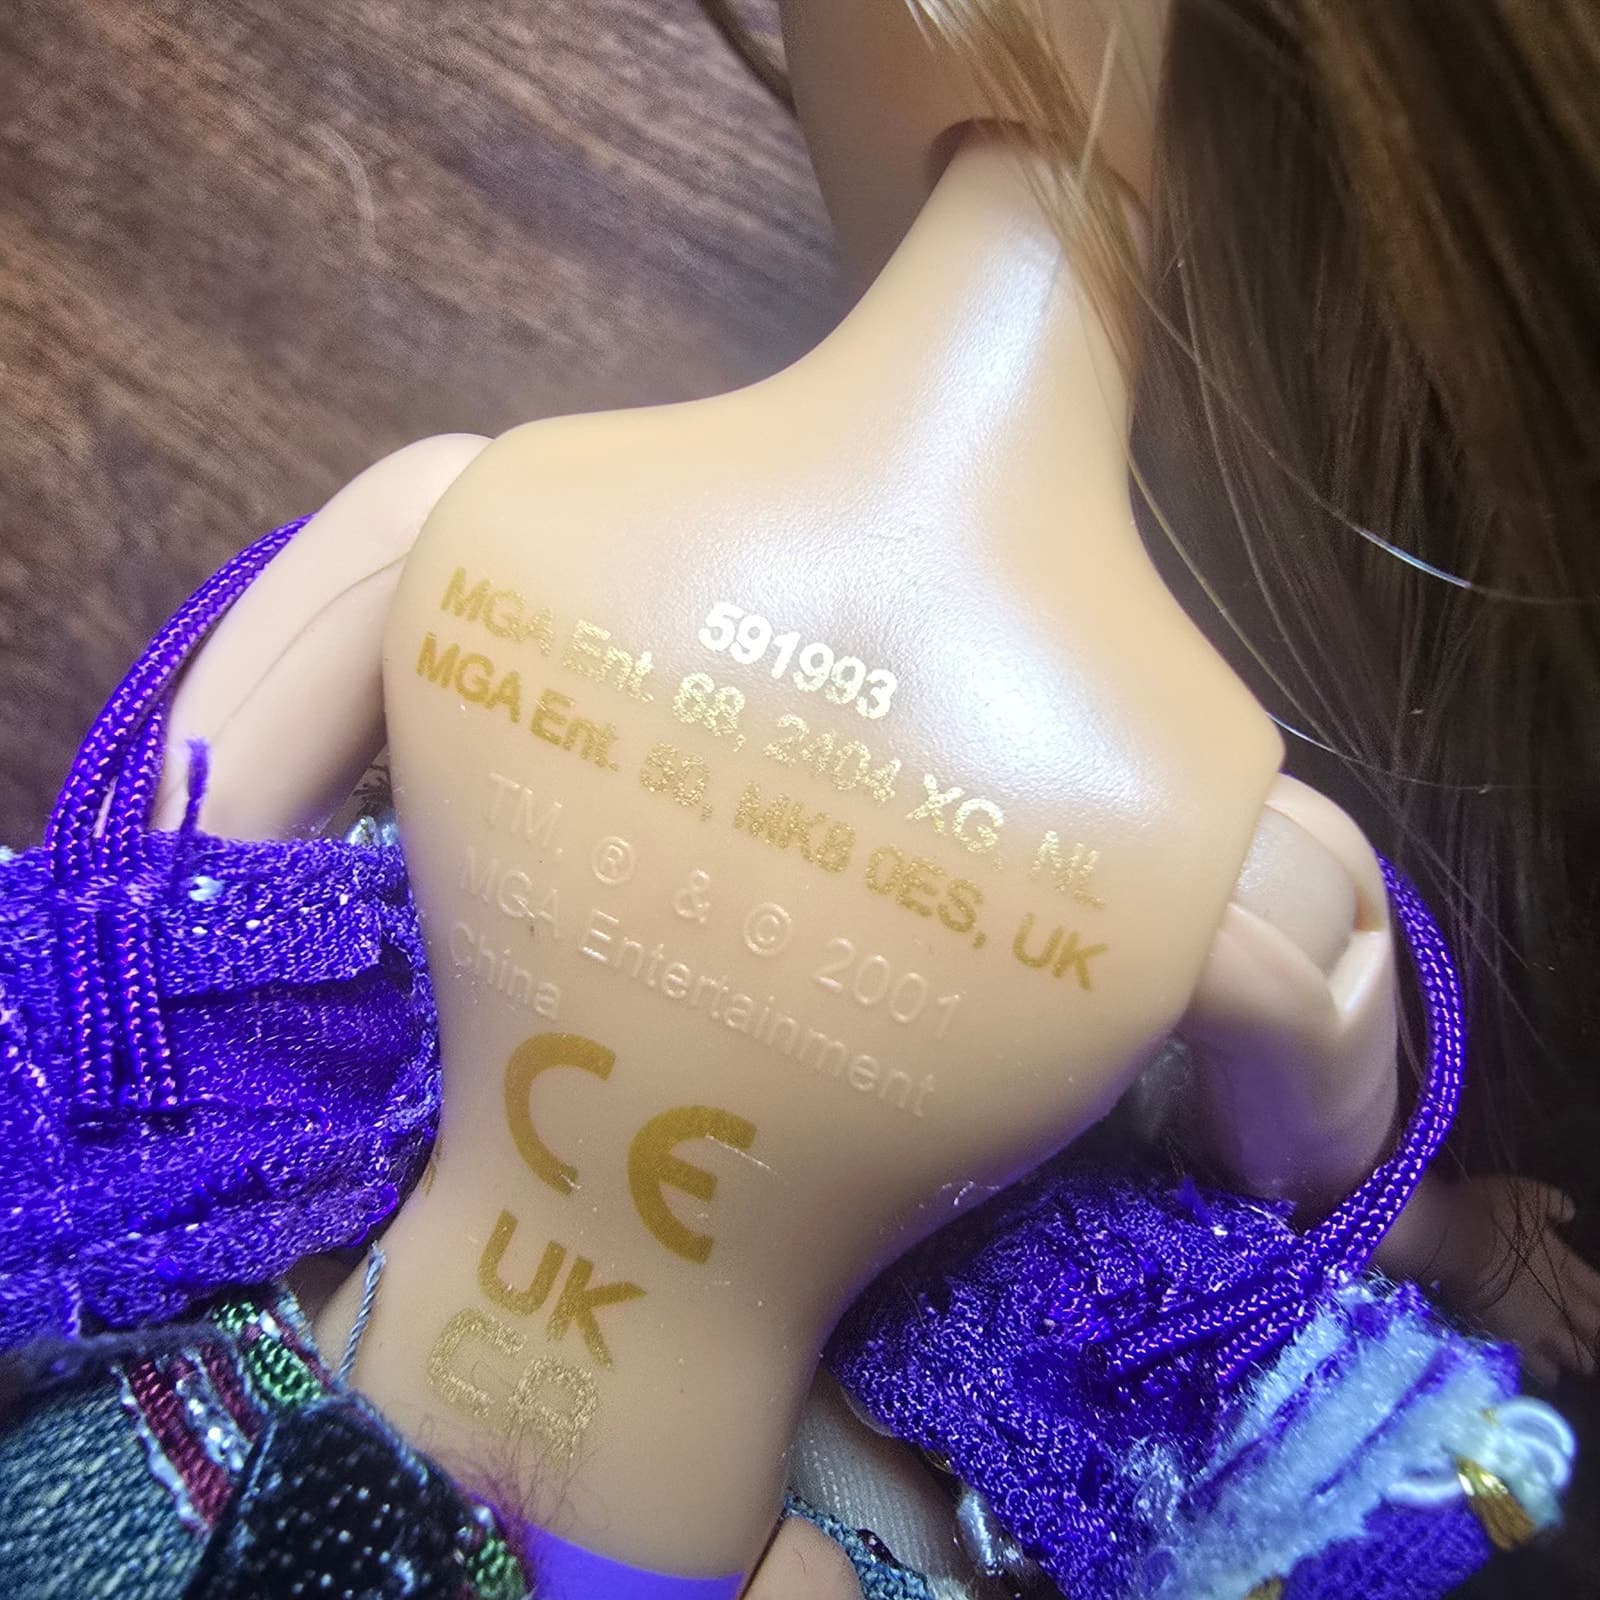 591993
MGA Ent. 68, 2404 XG, NL
MGA Ent. 50, MK8 0ES, UK
TM. ® & © 2001
MGA Entertainment
China
CE
UK
CA